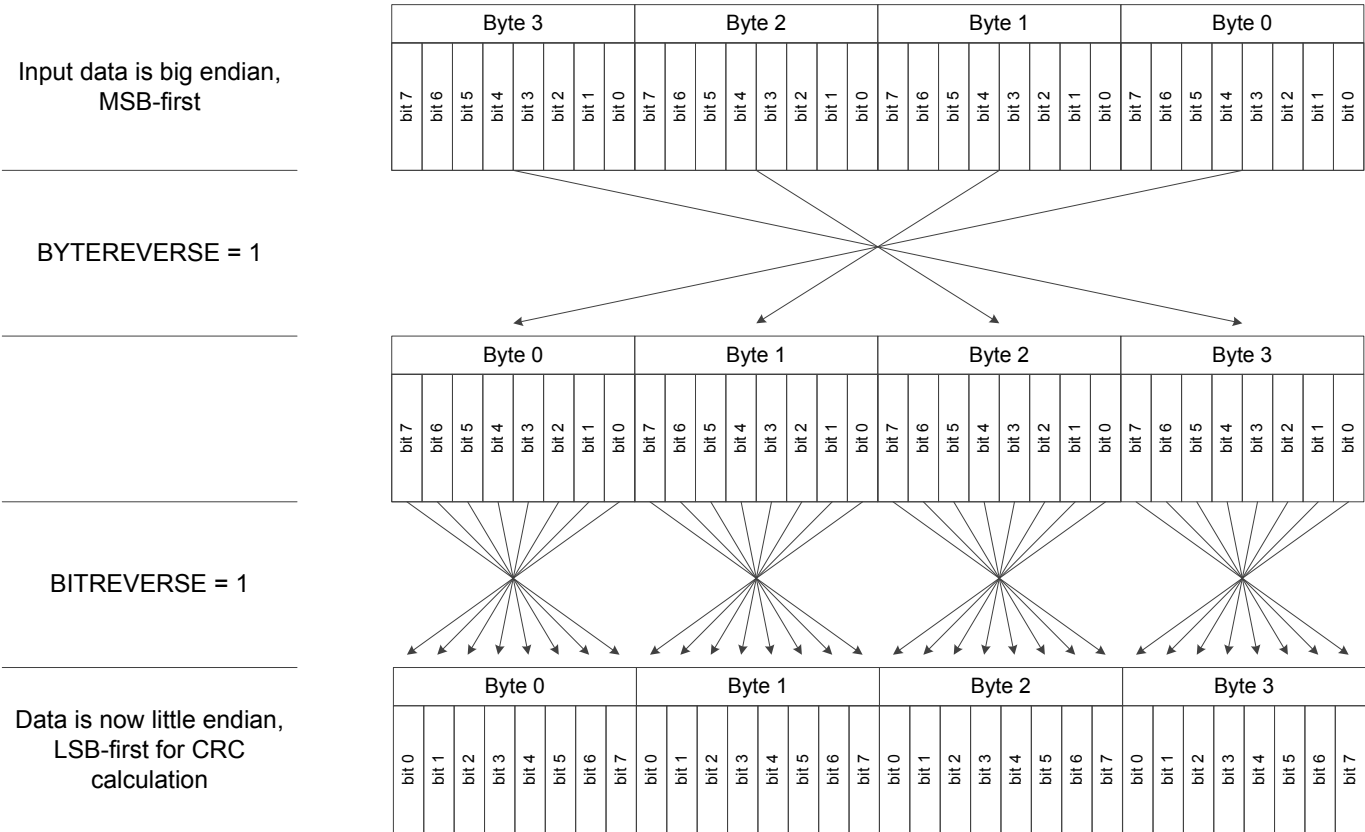 Byte 3 Byte 2 Byte 1 Byte 0
Input data is big endian,
MSB-first
bit 7 bit 6 bit 5 bit 4 bit 3 bit 2 bit 1 bit 0 bit 7 bit 6 bit 5 bit 4 bit 3 bit 2 bit 1 bit 0 bit 7 bit 6 bit 5 bit 4 bit 3 bit 2 bit 1 bit 0 bit 7 bit 6 bit 5 bit 4 bit 3 bit 2 bit 1 bit 0
BYTEREVERSE = 1
Byte 0 Byte 1 Byte 2 Byte 3
bit 7 bit 6 bit 5 bit 4 bit 3 bit 2 bit 1 bit 0 bit 7 bit 6 bit 5 bit 4 bit 3 bit 2 bit 1 bit 0 bit 7 bit 6 bit 5 bit 4 bit 3 bit 2 bit 1 bit 0 bit 7 bit 6 bit 5 bit 4 bit 3 bit 2 bit 1 bit 0
BITREVERSE = 1
Byte 0 Byte 1 Byte 2 Byte 3
Data is now little endian,
LSB-first for CRC
calculation
bit 0 bit 1 bit 2 bit 3 bit 4 bit 5 bit 6 bit 7 bit 0 bit 1 bit 2 bit 3 bit 4 bit 5 bit 6 bit 7 bit 0 bit 1 bit 2 bit 3 bit 4 bit 5 bit 6 bit 7 bit 0 bit 1 bit 2 bit 3 bit 4 bit 5 bit 6 bit 7